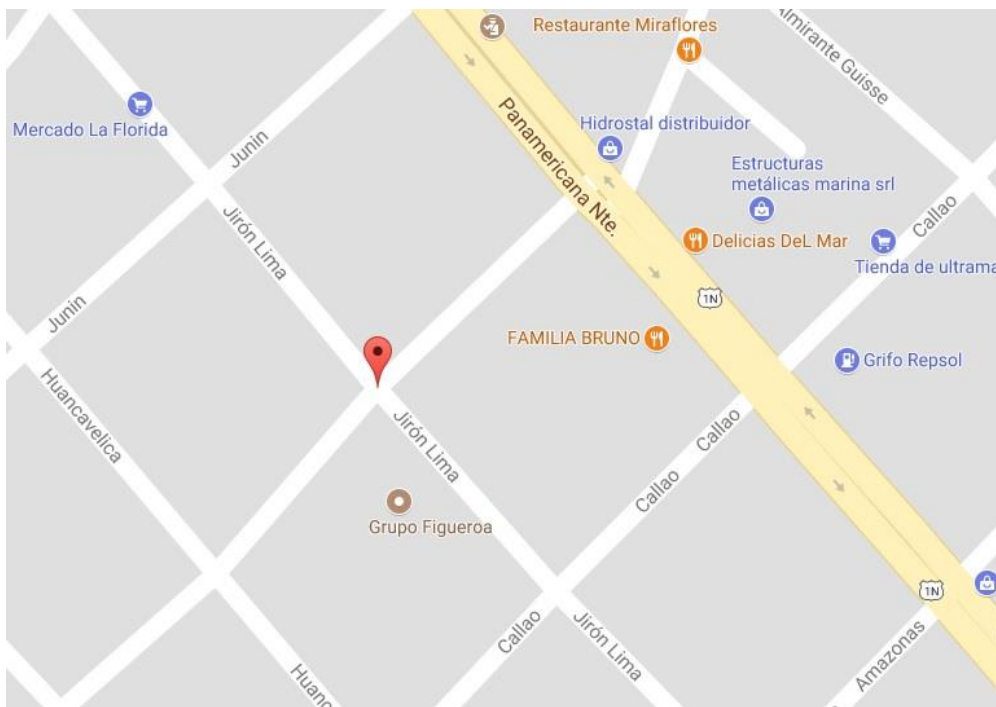 Restaurante Miraflores
Almirante Guisse
Mercado La Florida
Junin
Panamericana Nte.
Hidrostal distribuidor
Estructuras
metálicas marina srl
Jirón Lima
Callao
Delicias DeL Mar
Tienda de ultrama
1N
Junin
FAMILIA BRUNO
Grifo Repsol
Huancavelica
Jirón Lima
Callao
Callao
Grupo Figueroa
1N
Callao
Jirón Lima
Amazonas
Huanc